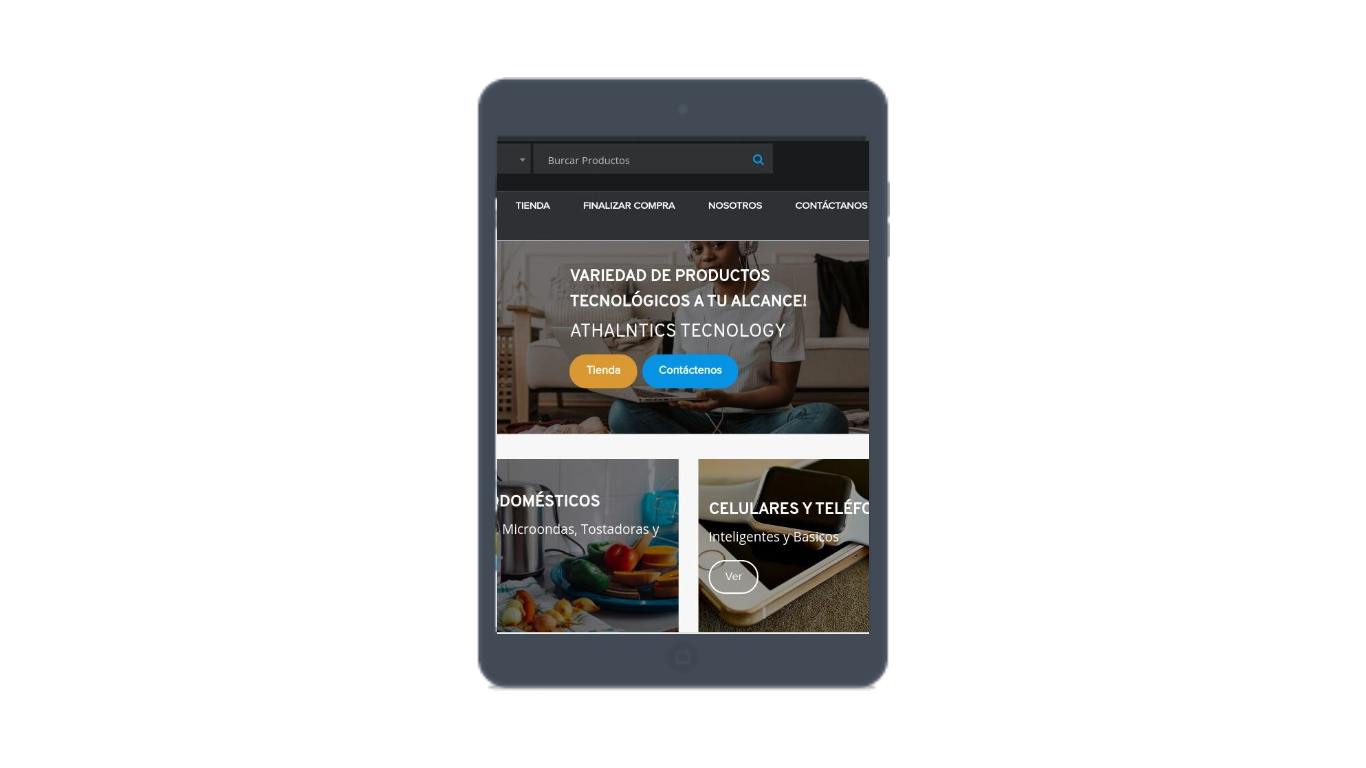 Burcar Productos
TIENDA FINALIZAR COMPRA NOSOTROS CONTÁCTANOS
VARIEDAD DE PRODUCTOS
TECNOLÓGICOS A TU ALCANCE!
ATHALNTICS TECNOLOGY
Tienda Contáctenos
ODOMÉSTICOS
Microondas, Tostadoras y
CELULARES Y TELÉFO
Inteligentes y Básicos
Ver